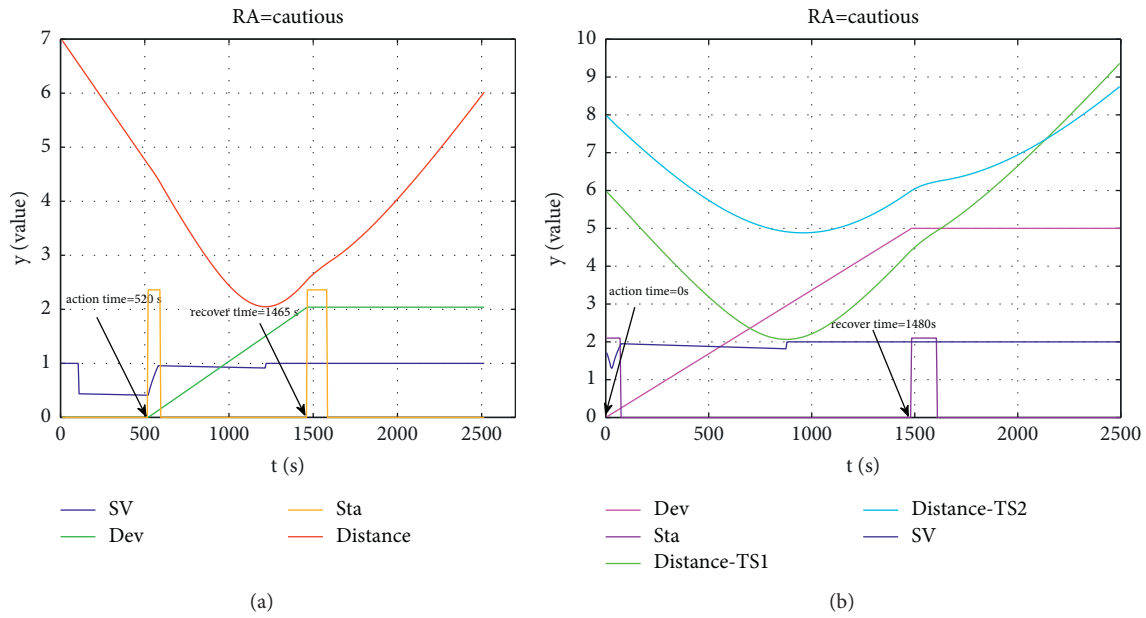 RA=cautious
7
6
5
4
3
2
1
0
y (value)
action time=520 s
recover time=1465 s
0 500 1000 1500 2000 2500
t (s)
SV Sta
Dev Distance
(a)
RA=cautious
10
9
8
7
6
5
4
3
2
1
0
y (value)
action time=0s
recover time=1480s
0 500 1000 1500 2000 2500
t (s)
Dev Distance-TS2
Sta SV
Distance-TS1
(b)